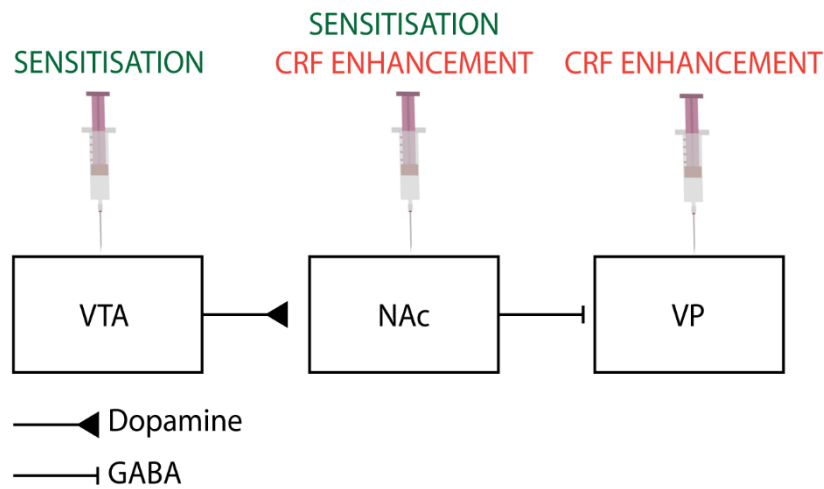 SENSITISATION
SENSITISATION
CRF ENHANCEMENT
CRF ENHANCEMENT
VTA
NAc
VP
Dopamine
GABA